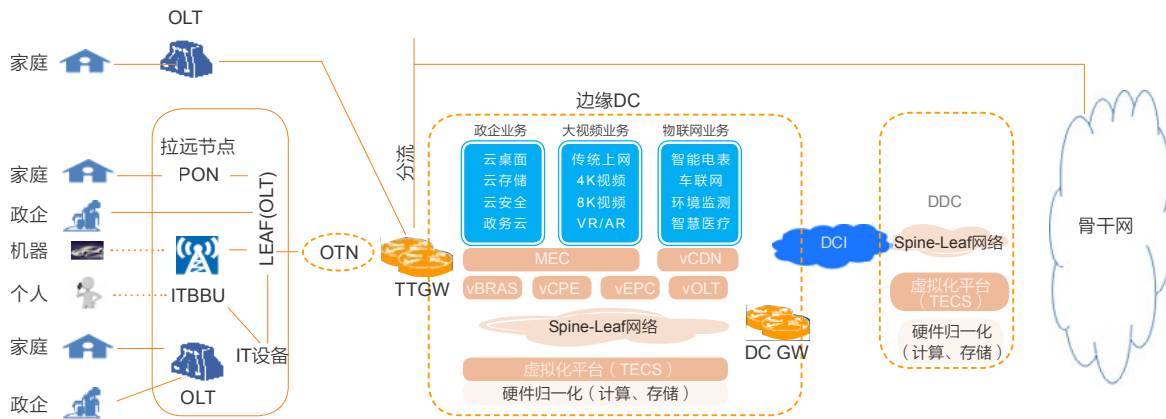 OLT
家庭
拉远节点
家庭
PON
政企
机器
个人
ITBBU
家庭
政企
OLT
IT设备
LEAF(OLT)
OTN
TTGW
分流
边缘DC
政企业务
大视频业务
物联网业务
云桌面
云存储
云安全
政务云
传统上网
4K视频
8K视频
VR/AR
智能电表
车联网
环境监测
智慧医疗
MEC
vCDN
vBRAS
vCPE
vEPC
vOLT
Spine-Leaf网络
虚拟化平台（TECS）
硬件归一化（计算、存储）
DC GW
DCI
DDC
Spine-Leaf网络
虚拟化平台
（TECS）
硬件归一化
（计算、存储）
骨干网